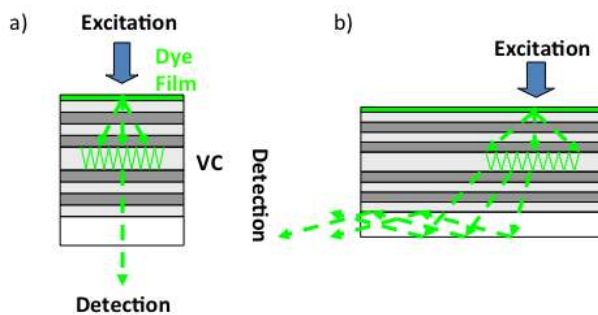 a)
Excitation
Dye
Film
VC
Detection
b)
Excitation
Detection